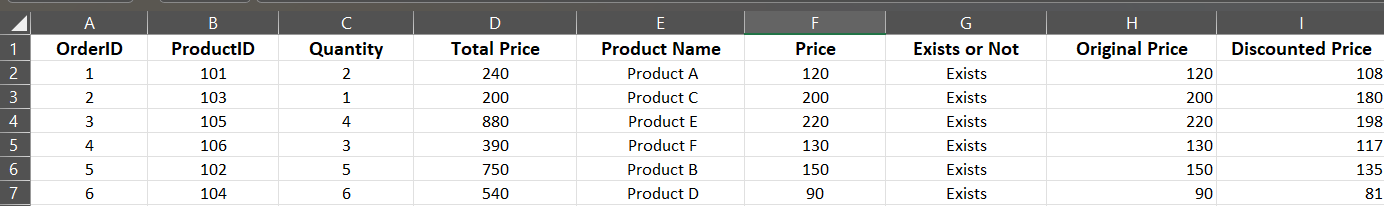 A B C D E F G H I
1 OrderID ProductID Quantity Total Price Product Name Price Exists or Not Original Price Discounted Price
2 1 101 2 240 Product A 120 Exists 120 108
3 2 103 1 200 Product C 200 Exists 200 180
4 3 105 4 880 Product E 220 Exists 220 198
5 4 106 3 390 Product F 130 Exists 130 117
6 5 102 5 750 Product B 150 Exists 150 135
7 6 104 6 540 Product D 90 Exists 90 81